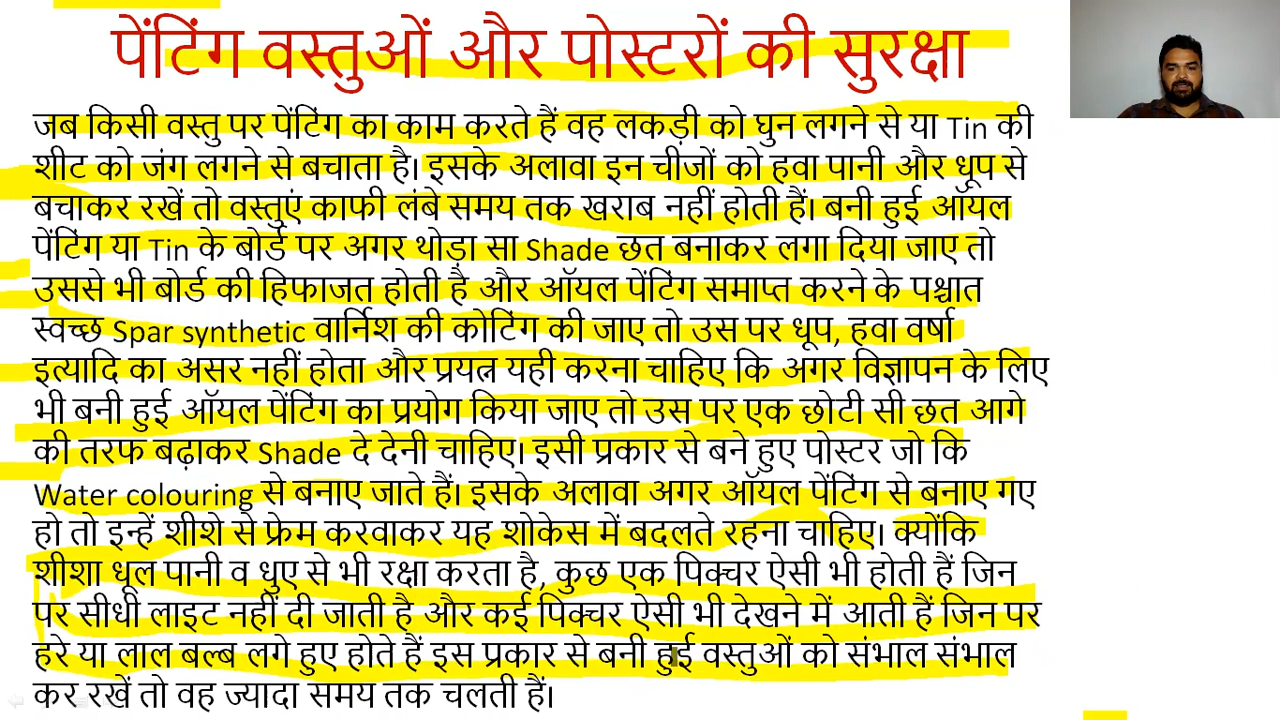 पेंटिंग वस्तुओं और पोस्टरों की सुरक्षा
जब किसी वस्तु पर पेंटिंग का काम करते हैं वह लकड़ी को घुन लगने से या Tin की
शीट को जंग लगने से बचाता है। इसके अलावा इन चीजों को हवा पानी और धूप से
बचाकर रखें तो वस्तुएं काफी लंबे समय तक खराब नहीं होती हैं। बनी हुई ऑयल
पेंटिंग या Tin के बोर्ड पर अगर थोड़ा सा Shade छत बनाकर लगा दिया जाए तो
उससे भी बोर्ड की हिफाजत होती है और ऑयल पेंटिंग समाप्त करने के पश्चात
स्वच्छ Spar synthetic वार्निश की कोटिंग की जाए तो उस पर धूप, हवा वर्षा
इत्यादि का असर नहीं होता और प्रयत्न यही करना चाहिए कि अगर विज्ञापन के लिए
भी बनी हुई ऑयल पेंटिंग का प्रयोग किया जाए तो उस पर एक छोटी सी छत आगे
की तरफ बढ़ाकर Shade दे देनी चाहिए। इसी प्रकार से बने हुए पोस्टर जो कि
Water colouring से बनाए जाते हैं। इसके अलावा अगर ऑयल पेंटिंग से बनाए गए
हो तो इन्हें शीशे से फ्रेम करवाकर यह शोकेस में बदलते रहना चाहिए। क्योंकि
शीशा धूल पानी व धुए से भी रक्षा करता है, कुछ एक पिक्चर ऐसी भी होती हैं जिन
पर सीधी लाइट नहीं दी जाती है और कई पिक्चर ऐसी भी देखने में आती हैं जिन पर
हरे या लाल बल्ब लगे हुए होते हैं इस प्रकार से बनी हुई वस्तुओं को संभाल संभाल
कर रखें तो वह ज्यादा समय तक चलती हैं।